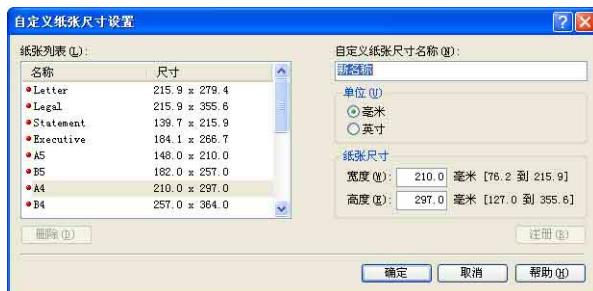 自定义纸张尺寸设置
纸张列表(L):
名称 尺寸
Letter 215.9 x 279.4
Legal 215.9 x 355.6
Statement 139.7 x 215.9
Executive 184.1 x 266.7
A5 148.0 x 210.0
B5 182.0 x 257.0
A4 210.0 x 297.0
B4 257.0 x 364.0
删除(D)
自定义纸张尺寸名称(N):
新名称
单位(U)
毫米
英寸
纸张尺寸
宽度(W): 210.0 毫米 [76.2 到 215.9]
高度(E): 297.0 毫米 [127.0 到 355.6]
注册(R)
确定 取消 帮助(H)